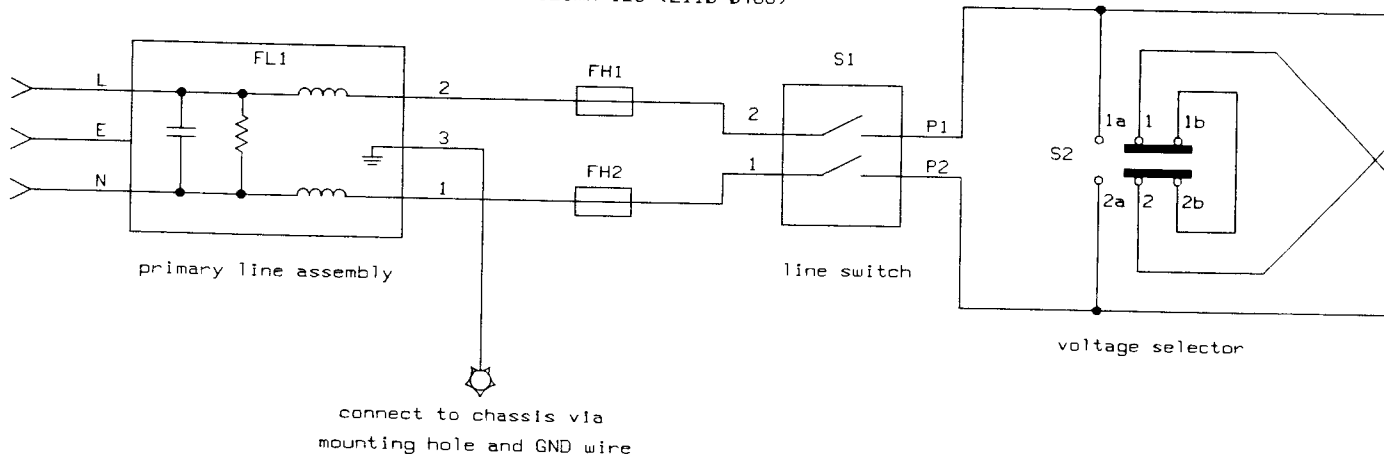 FL1
L
E
N
2
3
1
FH1
FH2
S1
2
1
P1
P2
S2
1a
1
1b
2a
2
2b
primary line assembly
line switch
voltage selector
connect to chassis via
mounting hole and GND wire